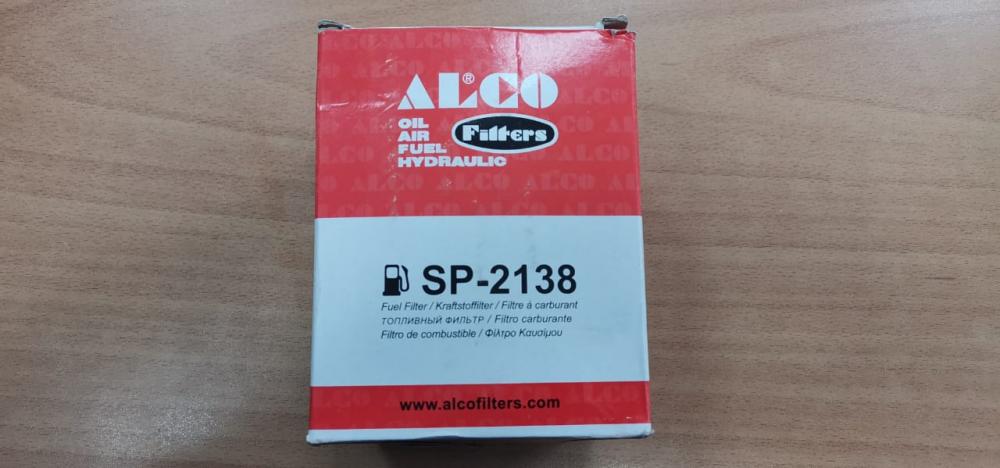 ALCO®
OIL
AIR
FUEL
HYDRAULIC
Filters
SP-2138
Fuel Filter / Kraftstoffilter / Filtre à carburant
ТОПЛИВНЫЙ ФИЛЬТР / Filtro carburante
Filtro de combustible / Φίλτρο Καυσίμου
www.alcofilters.com